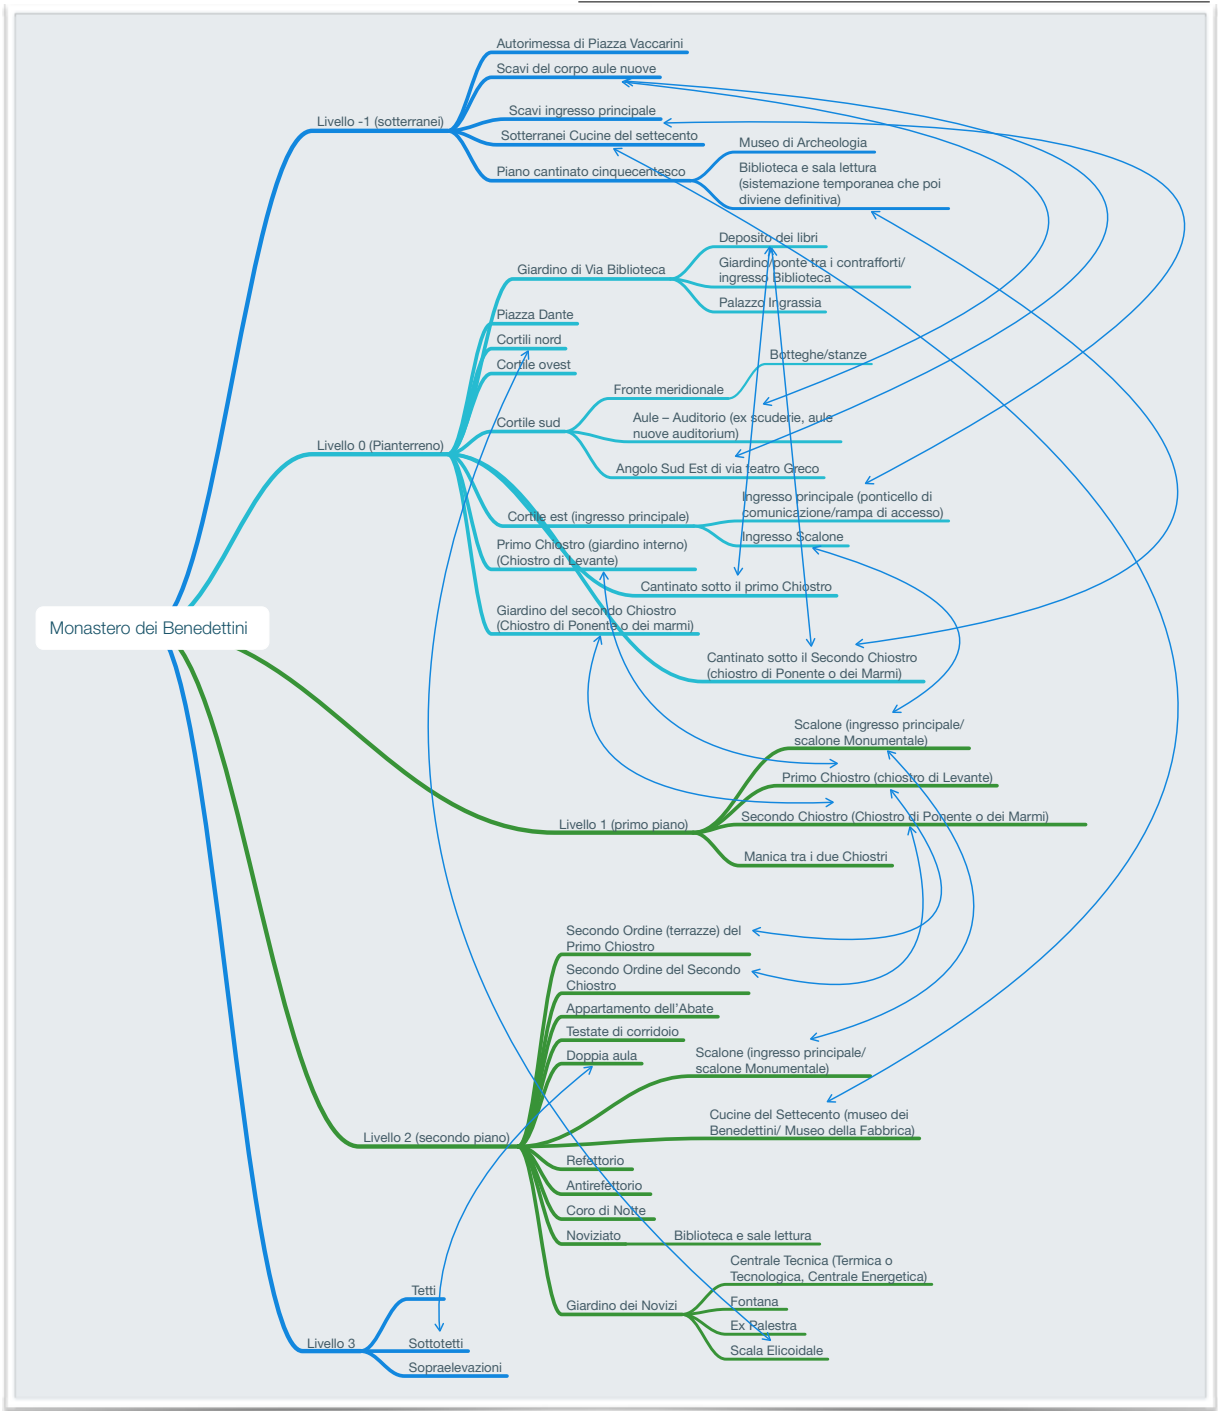 Autorimessa di Piazza Vaccarini
Scavi del corpo aule nuove
Scavi ingresso principale
Livello -1 (sotterranei)
Sotterranei Cucine del settecento
Museo di Archeologia
Piano cantinato cinquecentesco
Biblioteca e sala lettura
(sistemazione temporanea che poi
diviene definitiva)
Deposito dei libri
Giardino di Via Biblioteca
Giardino/ponte tra i contrafforti/
ingresso Biblioteca
Palazzo Ingrassia
Piazza Dante
Cortili nord
Cortile ovest
Botteghe/stanze
Fronte meridionale
Cortile sud
Aule – Auditorio (ex scuderie, aule
nuove auditorium)
Angolo Sud Est di via teatro Greco
Livello 0 (Pianterreno)
Ingresso principale (ponticello di
comunicazione/rampa di accesso)
Cortile est (ingresso principale)
Ingresso Scalone
Primo Chiostro (giardino interno)
(Chiostro di Levante)
Cantinato sotto il primo Chiostro
Giardino del secondo Chiostro
(Chiostro di Ponente o dei marmi)
Cantinato sotto il Secondo Chiostro
(chiostro di Ponente o dei Marmi)
Monastero dei Benedettini
Scalone (ingresso principale/
scalone Monumentale)
Primo Chiostro (chiostro di Levante)
Livello 1 (primo piano)
Secondo Chiostro (Chiostro di Ponente o dei Marmi)
Manica tra i due Chiostri
Secondo Ordine (terrazze) del
Primo Chiostro
Secondo Ordine del Secondo
Chiostro
Appartamento dell'Abate
Testate di corridoio
Doppia aula
Scalone (ingresso principale/
scalone Monumentale)
Cucine del Settecento (museo dei
Benedettini/ Museo della Fabbrica)
Livello 2 (secondo piano)
Refettorio
Antirefettorio
Coro di Notte
Noviziato
Biblioteca e sale lettura
Centrale Tecnica (Termica o
Tecnologica, Centrale Energetica)
Giardino dei Novizi
Fontana
Ex Palestra
Scala Elicoidale
Tetti
Livello 3
Sottotetti
Sopraelevazioni